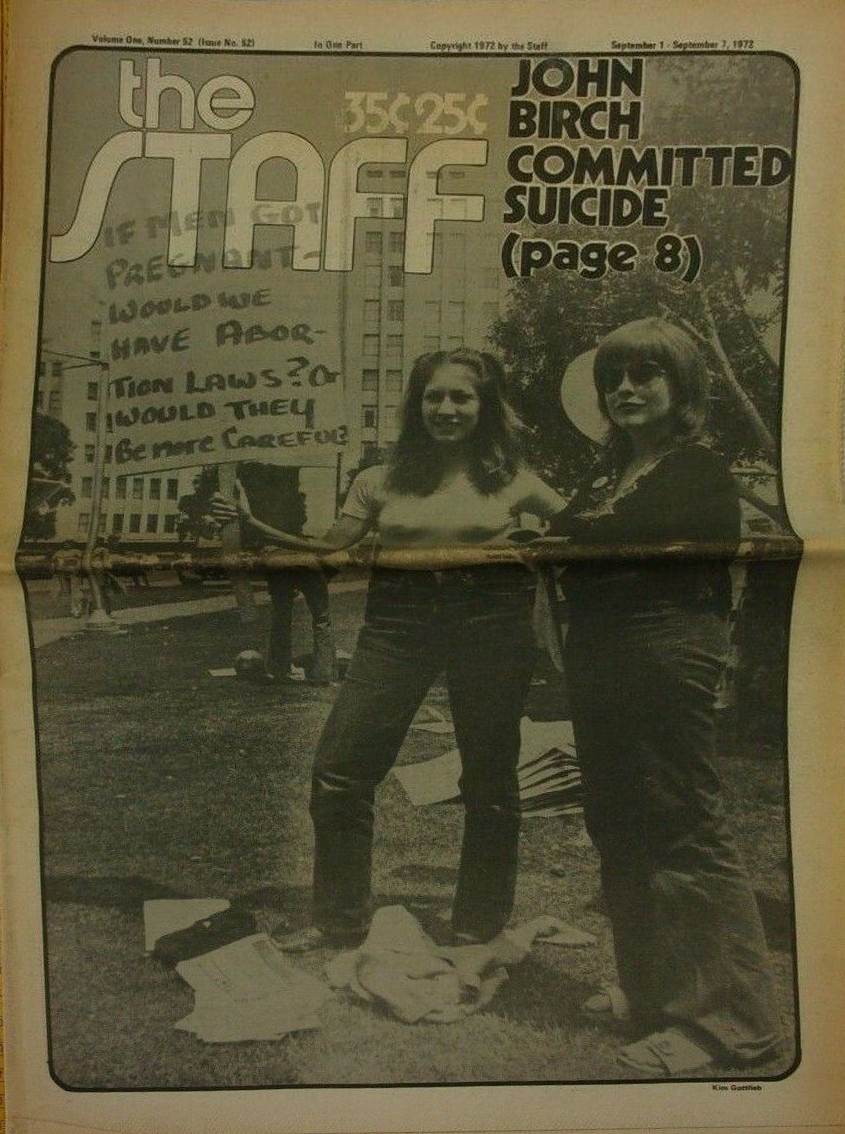 Volume One, Number 52 (Issue No. 52) In One Part Copyright 1972 by the Staff September 1 - September 7, 1972
the
STAFF
35¢ 25¢
JOHN
BIRCH
COMMITTED
SUICIDE
(page 8)
IF MEN GOT
PREGNANT-
WOULD WE
HAVE ABOR-
TION LAWS? Or
WOULD THEY
Be more CAREFUL?
Kim Gottlieb